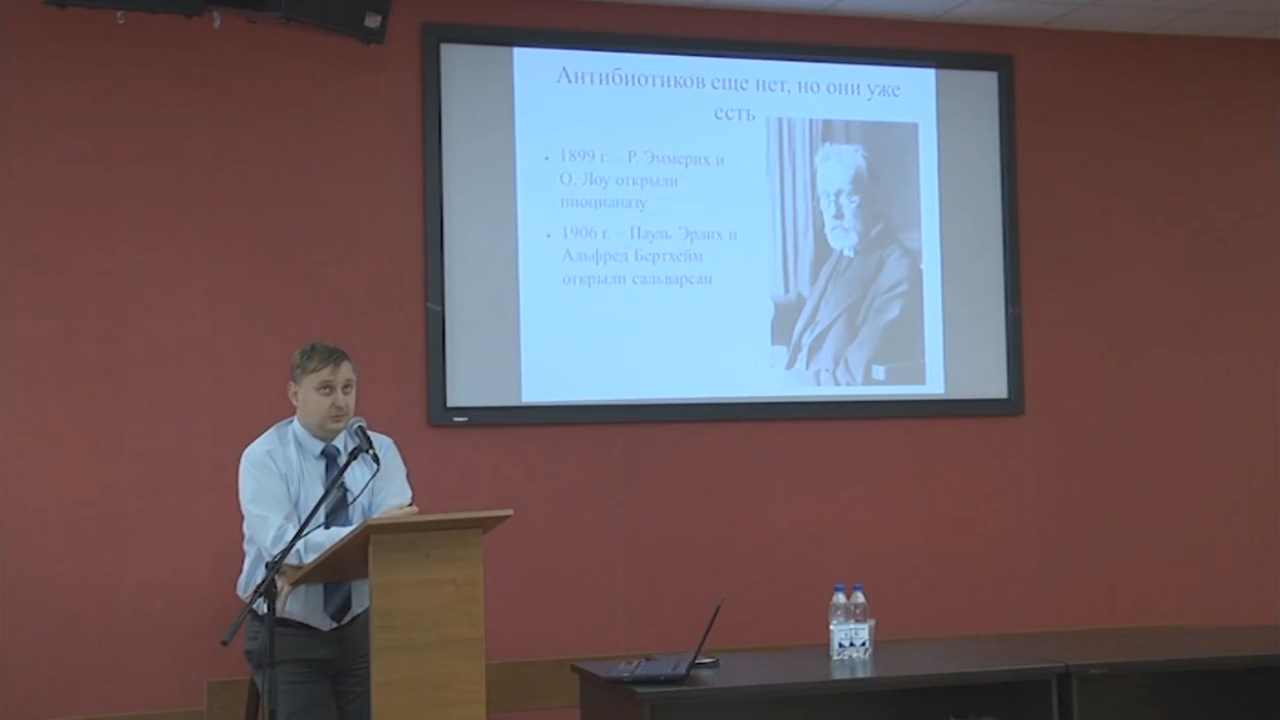 Антибиотиков еще нет, но они уже
есть
• 1899 г. – Р. Эммерих и
О. Лоу открыли
пиоцианазу
• 1906 г. – Пауль Эрлих и
Альфред Бертхейм
открыли сальварсан